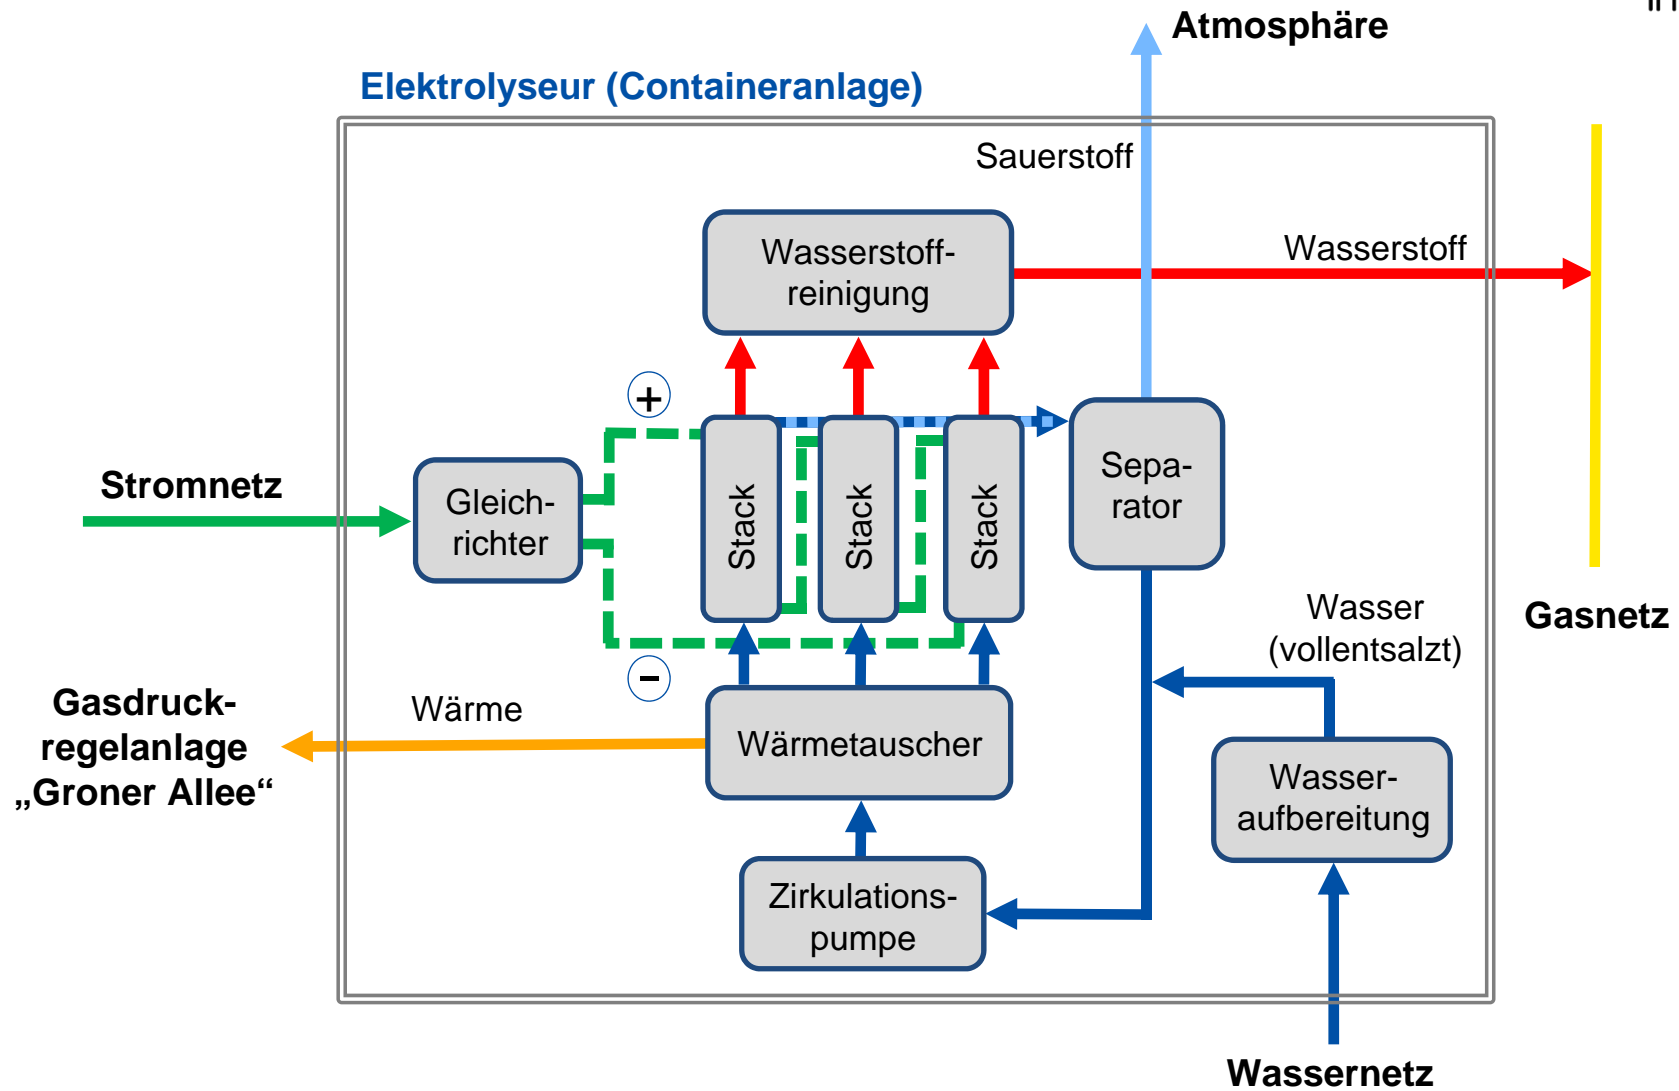 Atmosphäre
Elektrolyseur (Containeranlage)
Sauerstoff
Wasserstoff-
reinigung
Wasserstoff
+
Stromnetz
Gleich-
richter
Stack
Stack
Stack
Sepa-
rator
Wasser
(vollentsalzt)
Gasnetz
−
Gasdruck-
regelanlage
„Groner Allee“
Wärme
Wärmetauscher
Wasser-
aufbereitung
Zirkulations-
pumpe
Wassernetz